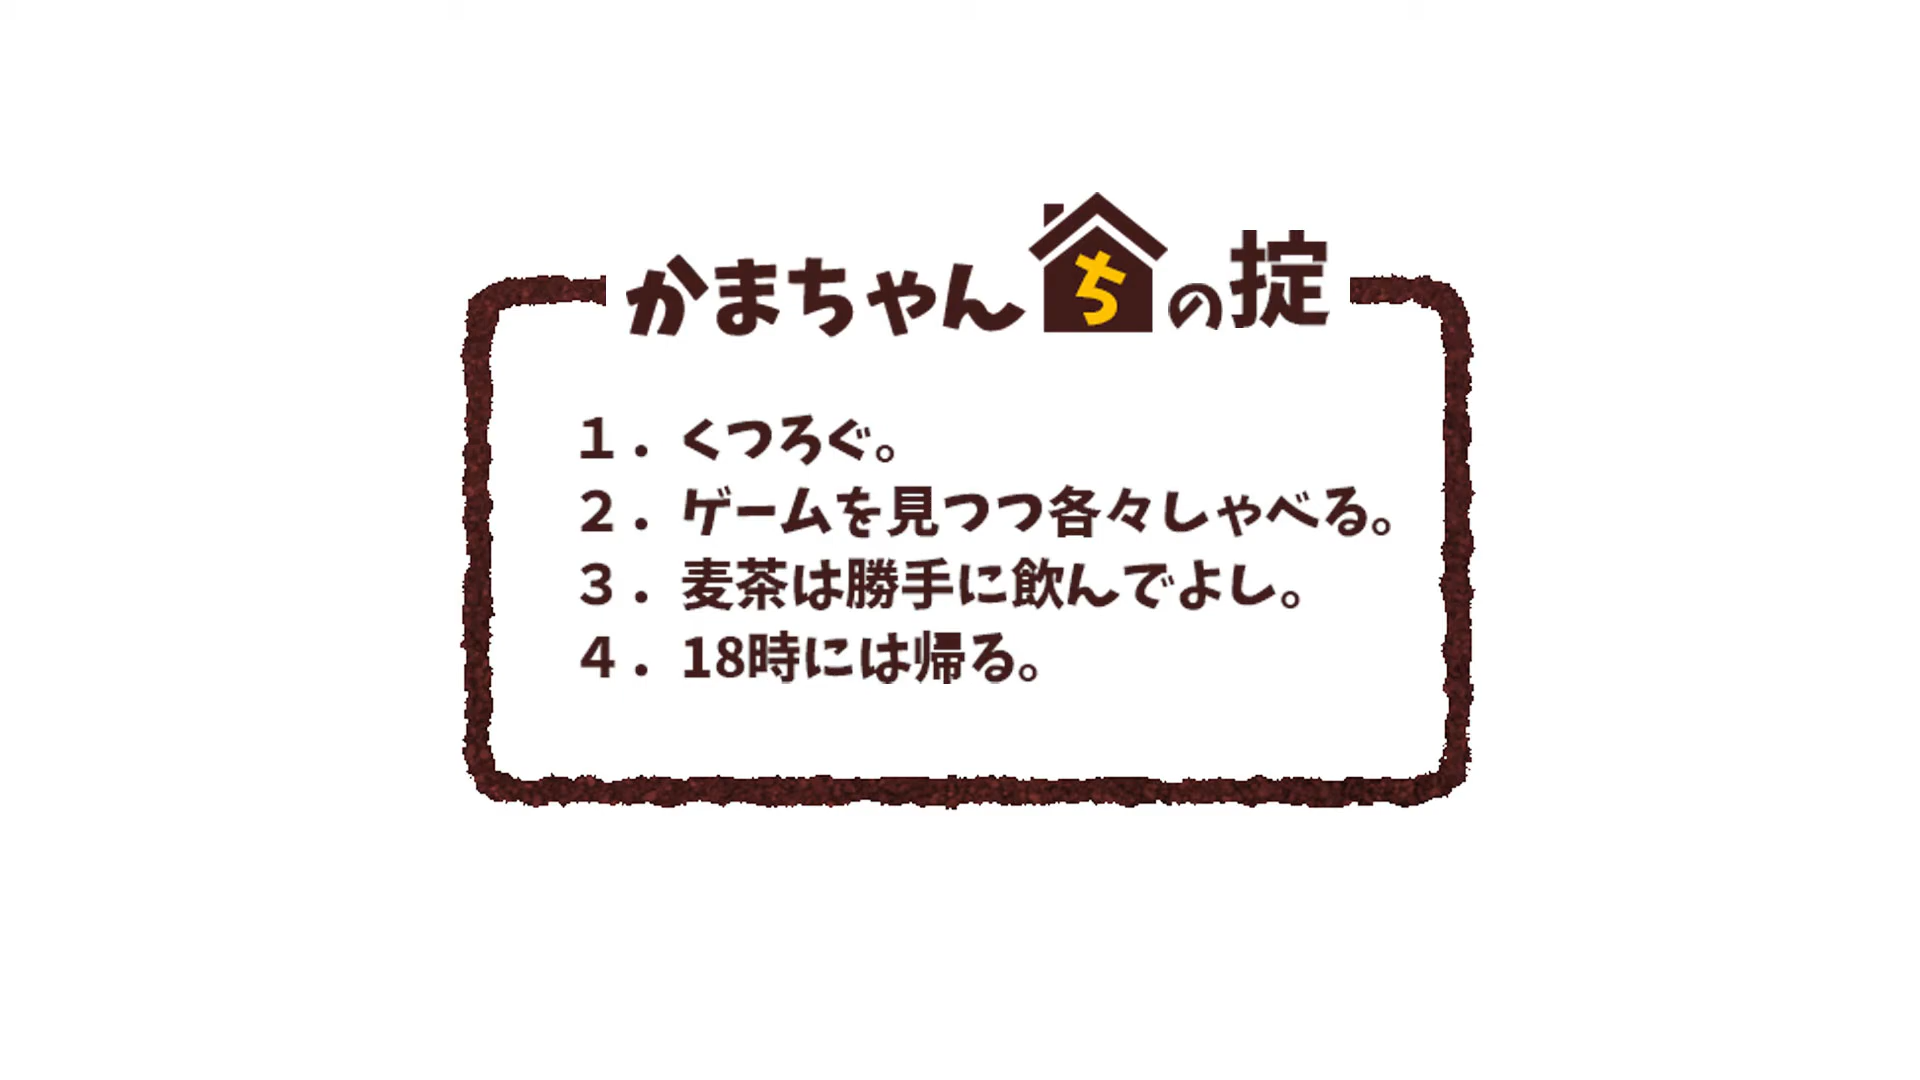 かまちゃんちの掟
１．くつろぐ。
２．ゲームを見つつ各々しゃべる。
３．麦茶は勝手に飲んでよし。
４．18時には帰る。